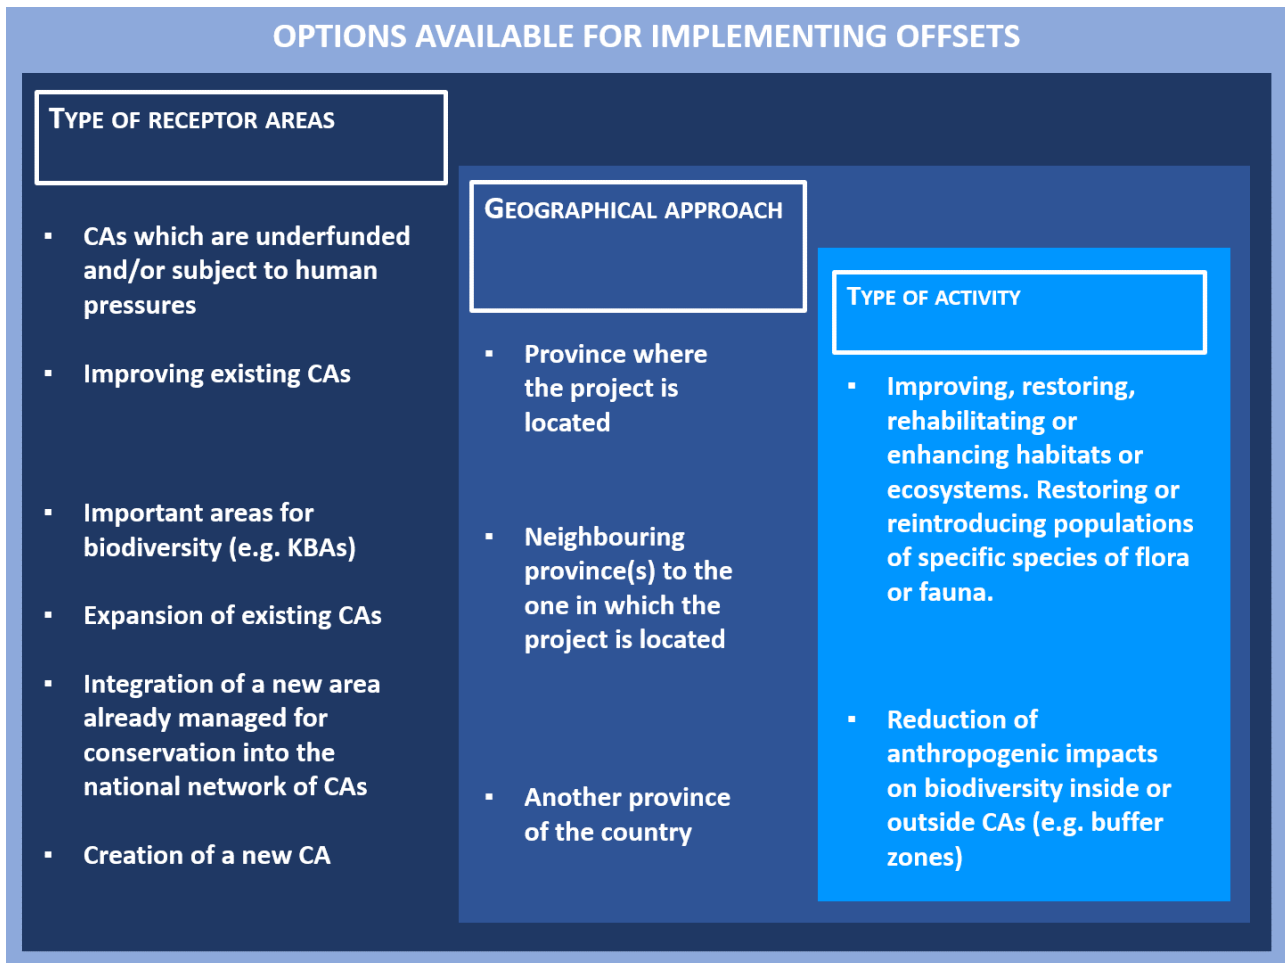 OPTIONS AVAILABLE FOR IMPLEMENTING OFFSETS
TYPE OF RECEPTOR AREAS
▪ CAs which are underfunded
and/or subject to human
pressures
▪ Improving existing CAs
▪ Important areas for
biodiversity (e.g. KBAs)
▪ Expansion of existing CAs
▪ Integration of a new area
already managed for
conservation into the
national network of CAs
▪ Creation of a new CA
GEOGRAPHICAL APPROACH
▪ Province where
the project is
located
▪ Neighbouring
province(s) to the
one in which the
project is located
▪ Another province
of the country
TYPE OF ACTIVITY
▪ Improving, restoring,
rehabilitating or
enhancing habitats or
ecosystems. Restoring or
reintroducing populations
of specific species of flora
or fauna.
▪ Reduction of
anthropogenic impacts
on biodiversity inside or
outside CAs (e.g. buffer
zones)